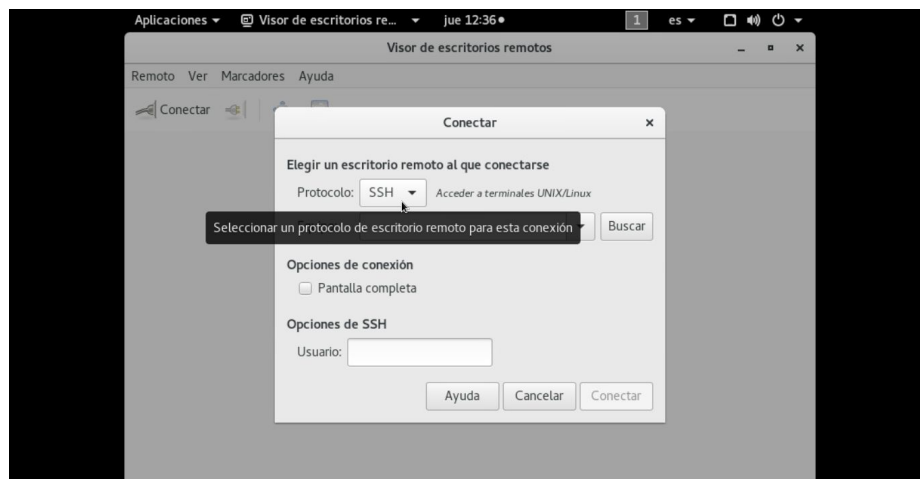 Aplicaciones Visor de escritorios re... jue 12:36 1 es
Visor de escritorios remotos
Remoto Ver Marcadores Ayuda
Conectar
Conectar
Elegir un escritorio remoto al que conectarse
Protocolo: SSH Acceder a terminales UNIX/Linux
Seleccionar un protocolo de escritorio remoto para esta conexión Buscar
Opciones de conexión
Pantalla completa
Opciones de SSH
Usuario:
Ayuda Cancelar Conectar